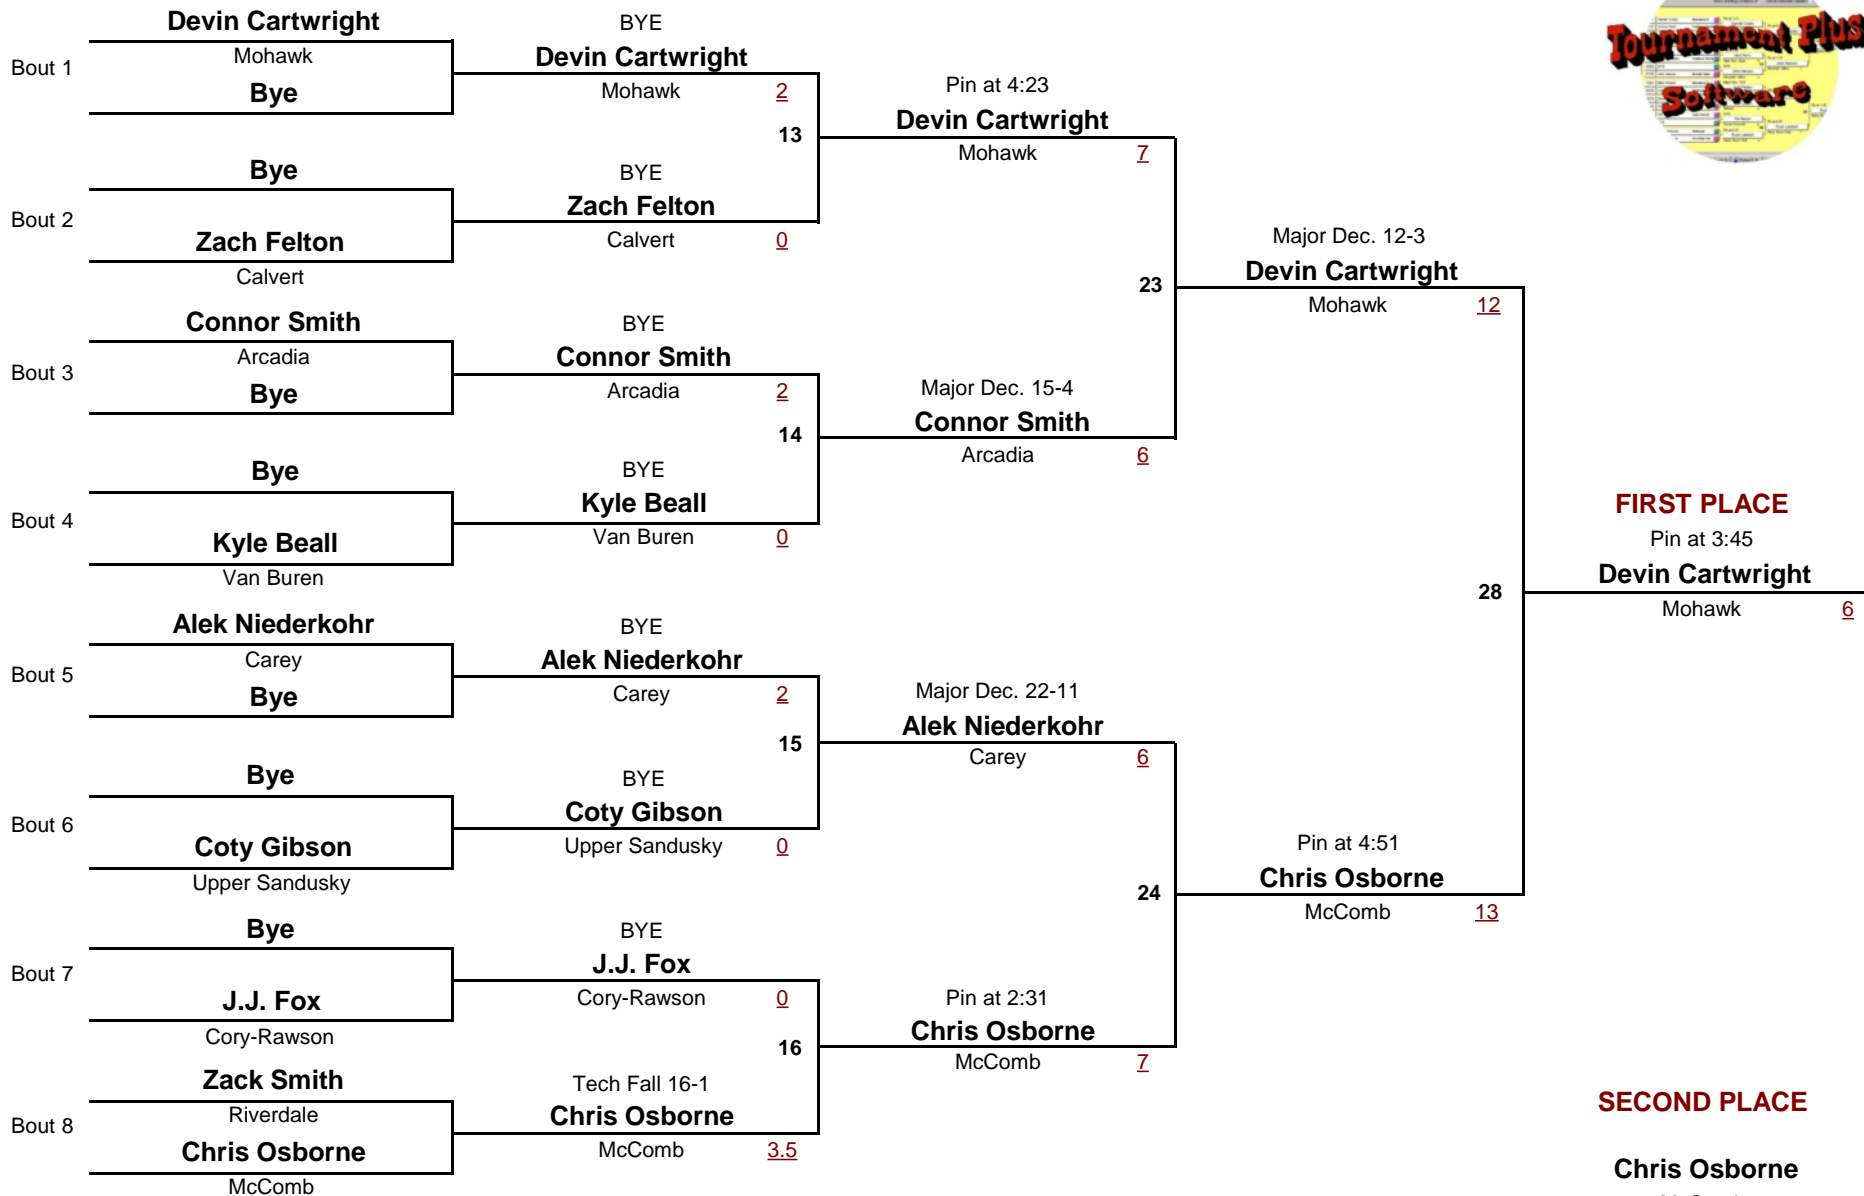 Devin Cartwright
Mohawk
Bout 1
Bye
Bye
Bout 2
Zach Felton
Calvert
Connor Smith
Arcadia
Bout 3
Bye
Bye
Bout 4
Kyle Beall
Van Buren
Alek Niederkohr
Carey
Bout 5
Bye
Bye
Bout 6
Coty Gibson
Upper Sandusky
Bye
Bout 7
J.J. Fox
Cory-Rawson
Zack Smith
Riverdale
Bout 8
Chris Osborne
McComb
BYE
Devin Cartwright
Mohawk 2
13
BYE
Zach Felton
Calvert 0
BYE
Connor Smith
Arcadia 2
14
BYE
Kyle Beall
Van Buren 0
BYE
Alek Niederkohr
Carey 2
15
BYE
Coty Gibson
Upper Sandusky 0
BYE
J.J. Fox
Cory-Rawson 0
16
Tech Fall 16-1
Chris Osborne
McComb 3.5
Pin at 4:23
Devin Cartwright
Mohawk 7
23
Major Dec. 15-4
Connor Smith
Arcadia 6
Major Dec. 22-11
Alek Niederkohr
Carey 6
24
Pin at 2:31
Chris Osborne
McComb 7
Major Dec. 12-3
Devin Cartwright
Mohawk 12
28
Pin at 4:51
Chris Osborne
McComb 13
Tournament Plus
Software
FIRST PLACE
Pin at 3:45
Devin Cartwright
Mohawk 6
SECOND PLACE
Chris Osborne